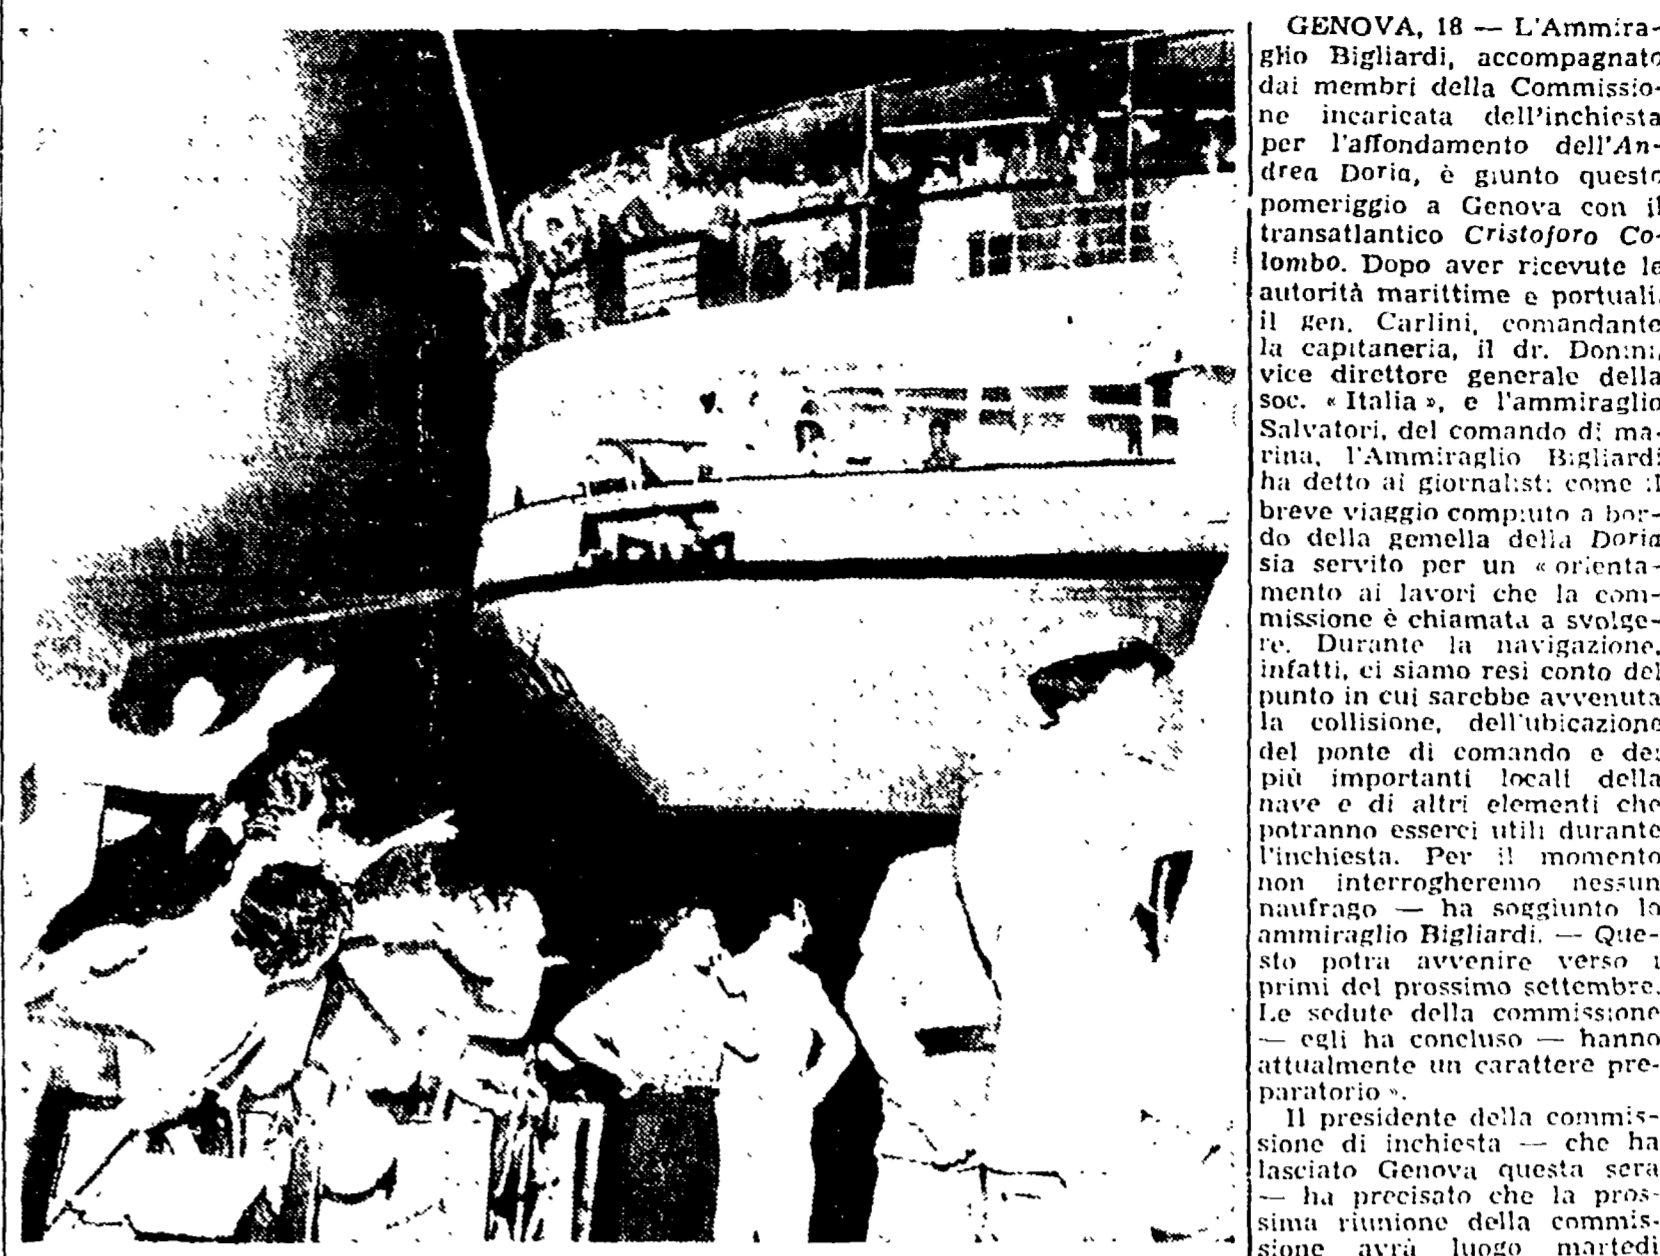 GENOVA, 18 — L'Ammira-
glio Bigliardi, accompagnato
dai membri della Commissio-
ne incaricata dell'inchiesta
per l'affondamento dell'An-
drea Doria, è giunto questo
pomeriggio a Genova con il
transatlantico Cristoforo Co-
lombo. Dopo aver ricevute le
autorità marittime e portuali,
il gen. Carlini, comandante
la capitaneria, il dr. Donini,
vice direttore generale della
soc. « Italia », e l'ammiraglio
Salvatori, del comando di ma-
rina, l'Ammiraglio Bigliardi
ha detto ai giornalisti come il
breve viaggio compiuto a bor-
do della gemella della Doria
sia servito per un « orienta-
mento ai lavori che la com-
missione è chiamata a svolge-
re. Durante la navigazione,
infatti, ci siamo resi conto del
punto in cui sarebbe avvenuta
la collisione, dell'ubicazione
del ponte di comando e dei
più importanti locali della
nave e di altri elementi che
potranno esserci utili durante
l'inchiesta. Per il momento
non interrogheremo nessun
naufrago — ha soggiunto lo
ammiraglio Bigliardi. — Que-
sto potra avvenire verso i
primi del prossimo settembre.
Le sedute della commissione
— egli ha concluso — hanno
attualmente un carattere pre-
paratorio ».
Il presidente della commis-
sione di inchiesta — che ha
lasciato Genova questa sera
— ha precisato che la pros-
sima riunione della commis-
sione avrà luogo martedì